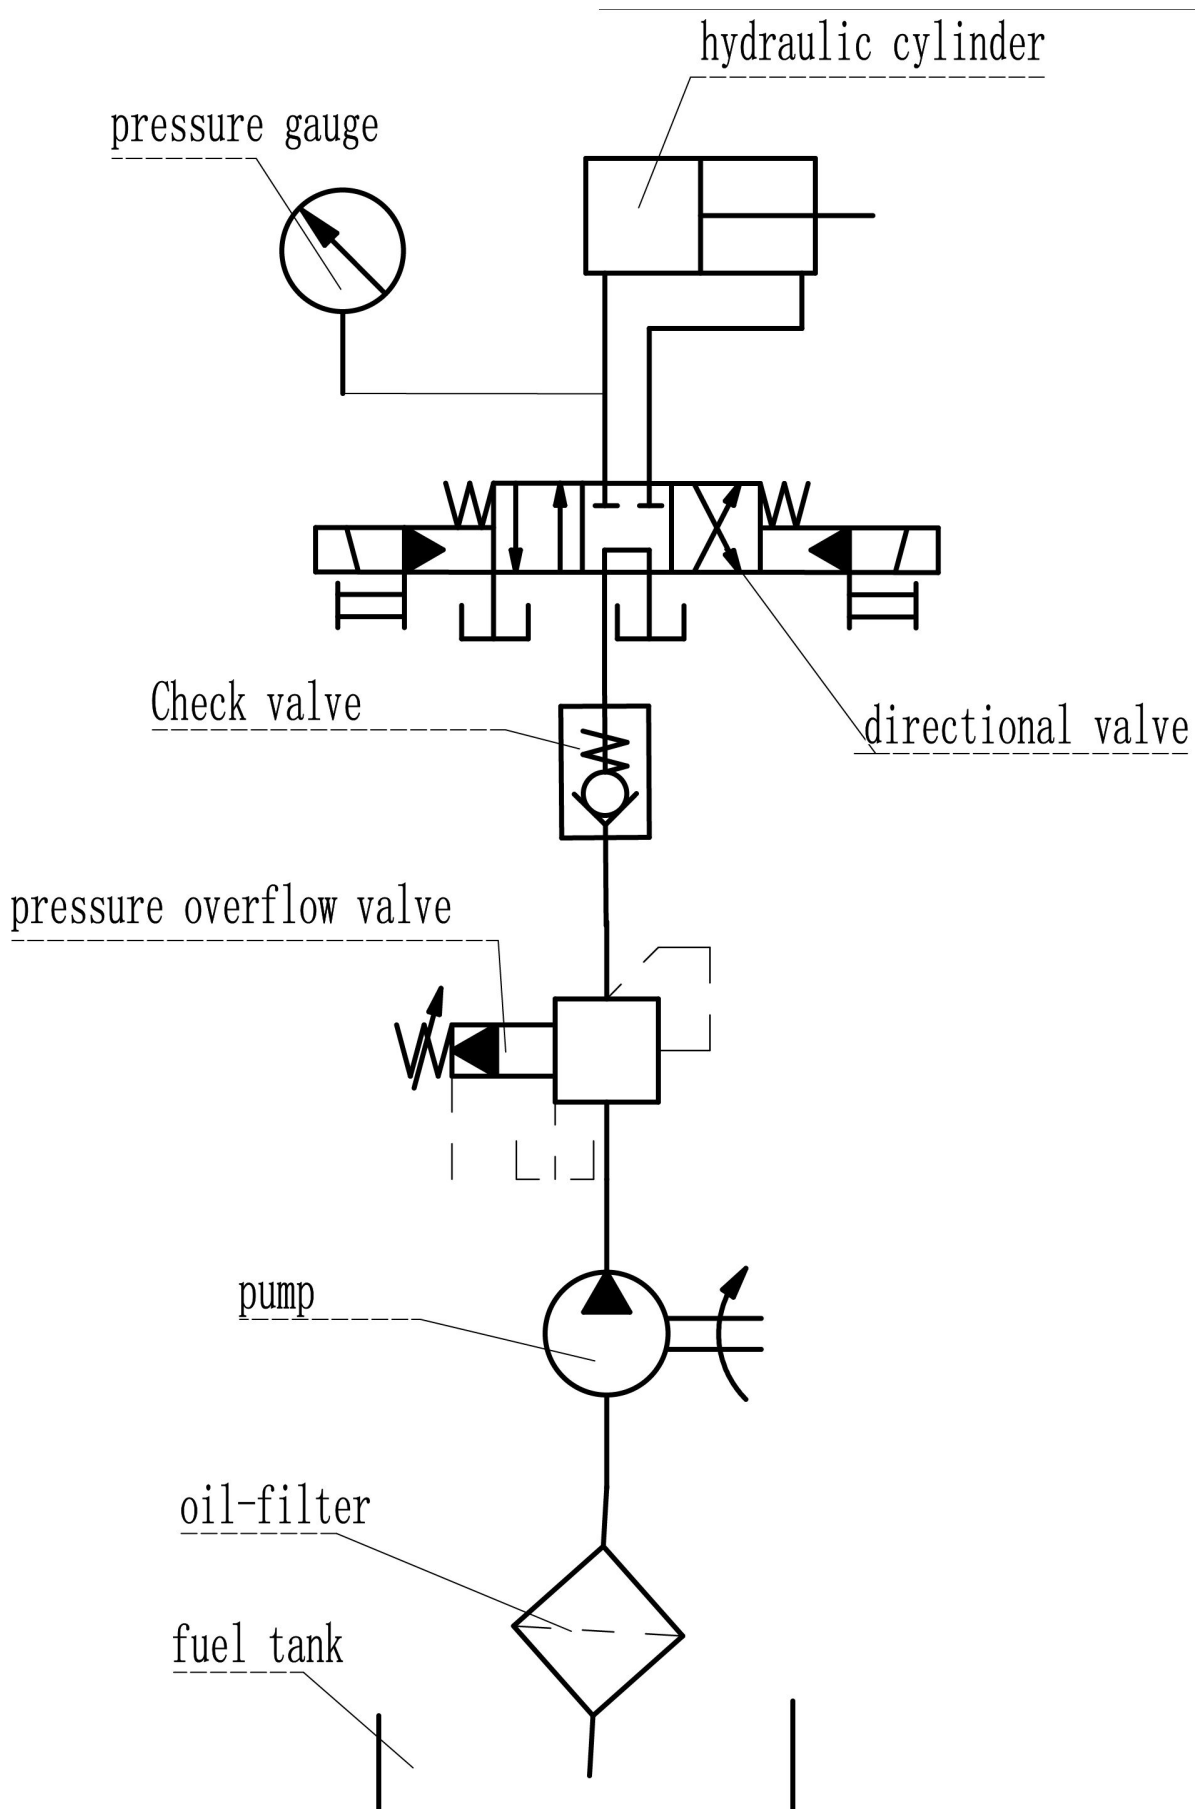 hydraulic cylinder
pressure gauge
Check valve
directional valve
pressure overflow valve
pump
oil-filter
fuel tank